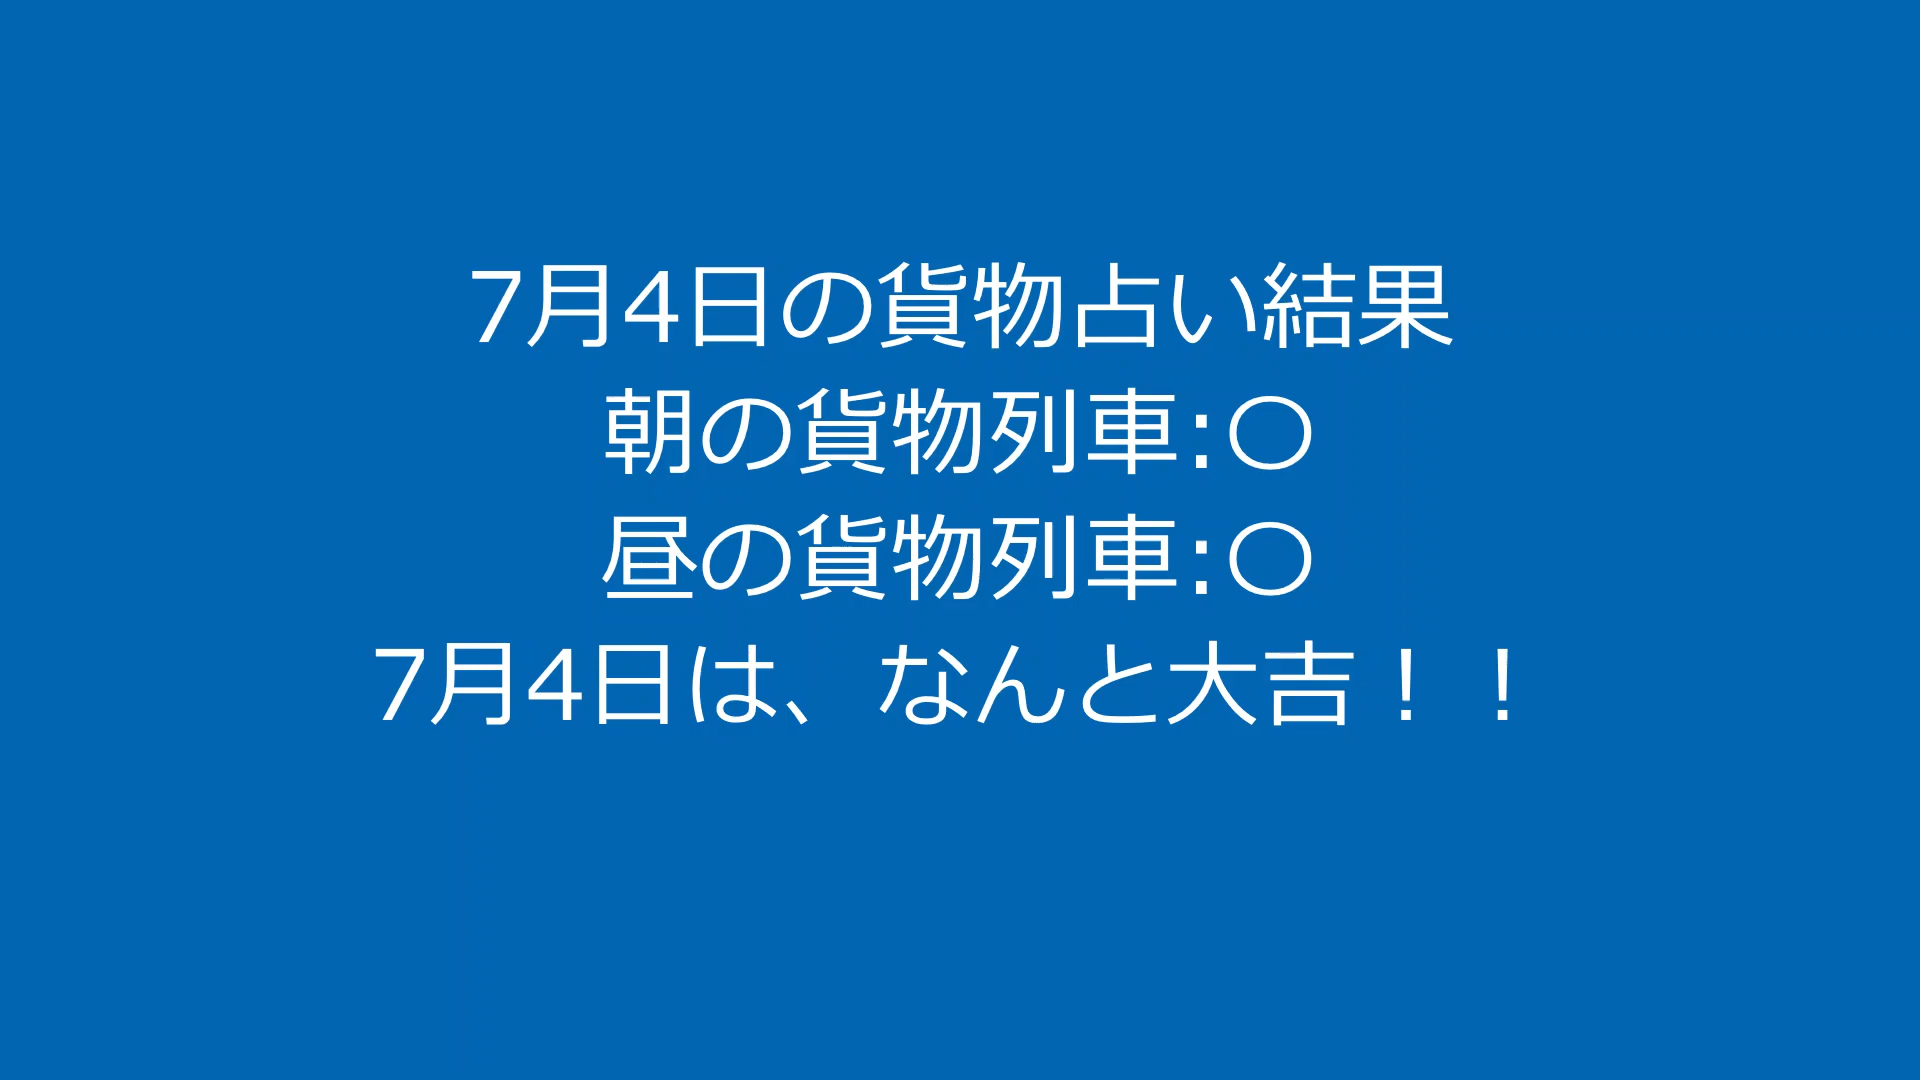 7月4日の貨物占い結果
朝の貨物列車:〇
昼の貨物列車:〇
7月4日は、なんと大吉！！